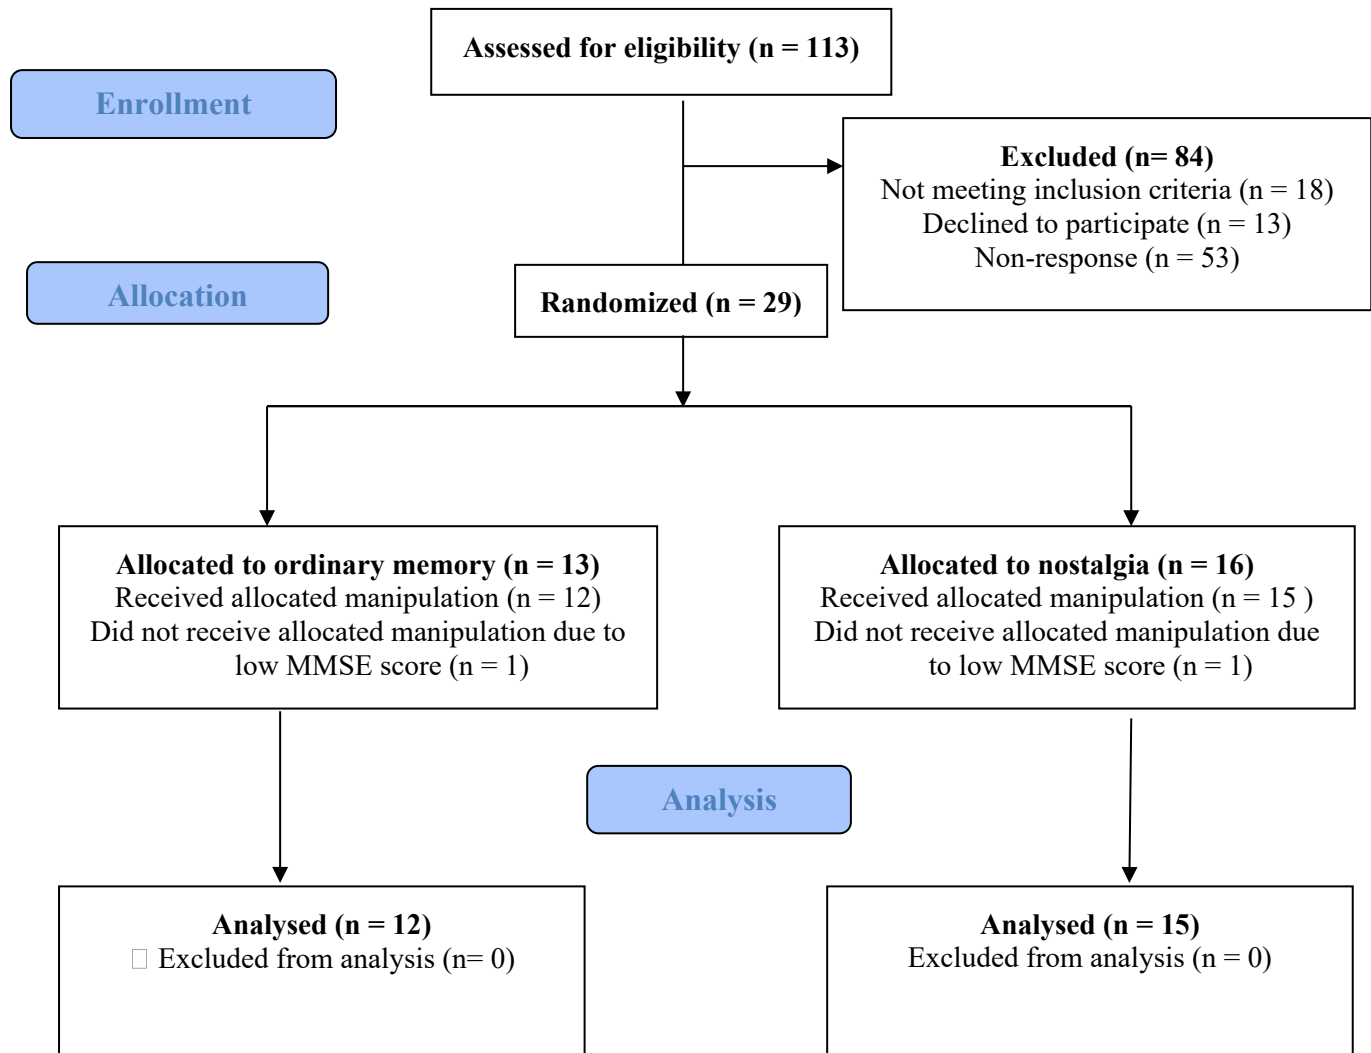 Assessed for eligibility (n = 113)
Enrollment
Excluded (n= 84)
Not meeting inclusion criteria (n = 18)
Declined to participate (n = 13)
Non-response (n = 53)
Allocation
Randomized (n = 29)
Allocated to ordinary memory (n = 13)
Received allocated manipulation (n = 12)
Did not receive allocated manipulation due to
low MMSE score (n = 1)
Allocated to nostalgia (n = 16)
Received allocated manipulation (n = 15 )
Did not receive allocated manipulation due
to low MMSE score (n = 1)
Analysis
Analysed (n = 12)
Excluded from analysis (n= 0)
Analysed (n = 15)
Excluded from analysis (n = 0)